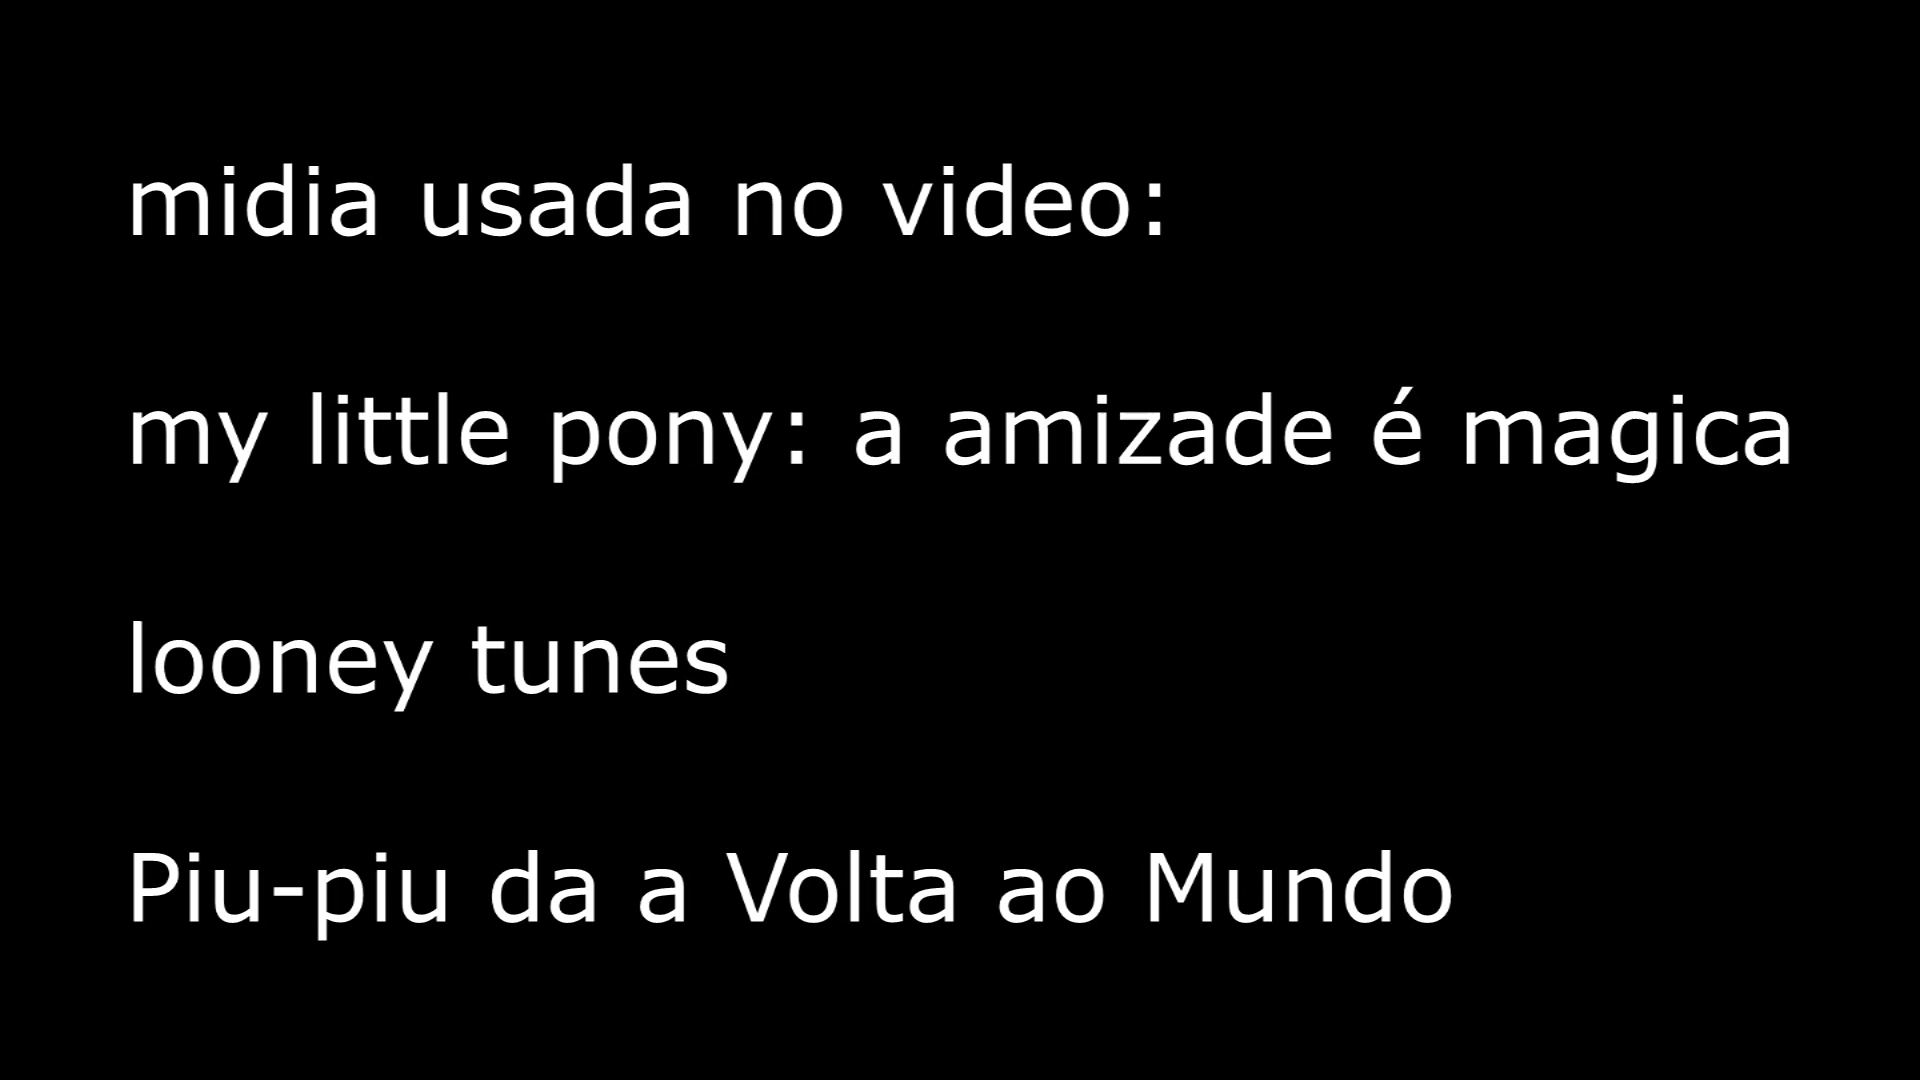 midia usada no video:
my little pony: a amizade é magica
looney tunes
Piu-piu da a Volta ao Mundo